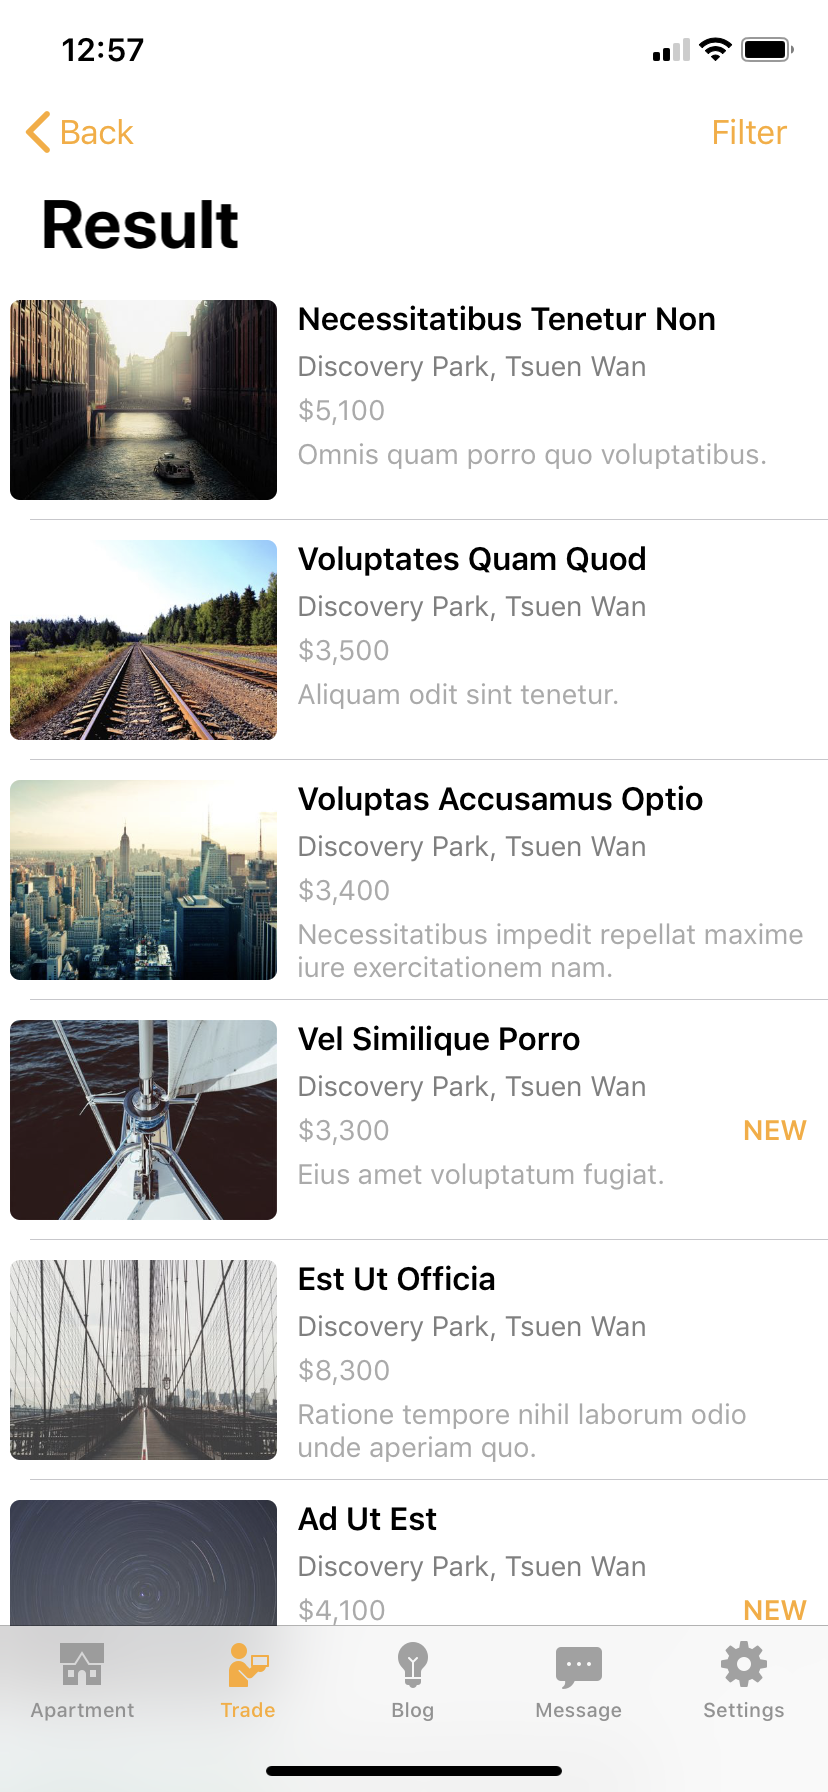 12:57
Back
Filter
Result
Necessitatibus Tenetur Non
Discovery Park, Tsuen Wan
$5,100
Omnis quam porro quo voluptatibus.
Voluptates Quam Quod
Discovery Park, Tsuen Wan
$3,500
Aliquam odit sint tenetur.
Voluptas Accusamus Optio
Discovery Park, Tsuen Wan
$3,400
Necessitatibus impedit repellat maxime
iure exercitationem nam.
Vel Similique Porro
Discovery Park, Tsuen Wan
$3,300
NEW
Eius amet voluptatum fugiat.
Est Ut Officia
Discovery Park, Tsuen Wan
$8,300
Ratione tempore nihil laborum odio
unde aperiam quo.
Ad Ut Est
Discovery Park, Tsuen Wan
$4,100
NEW
Apartment
Trade
Blog
Message
Settings